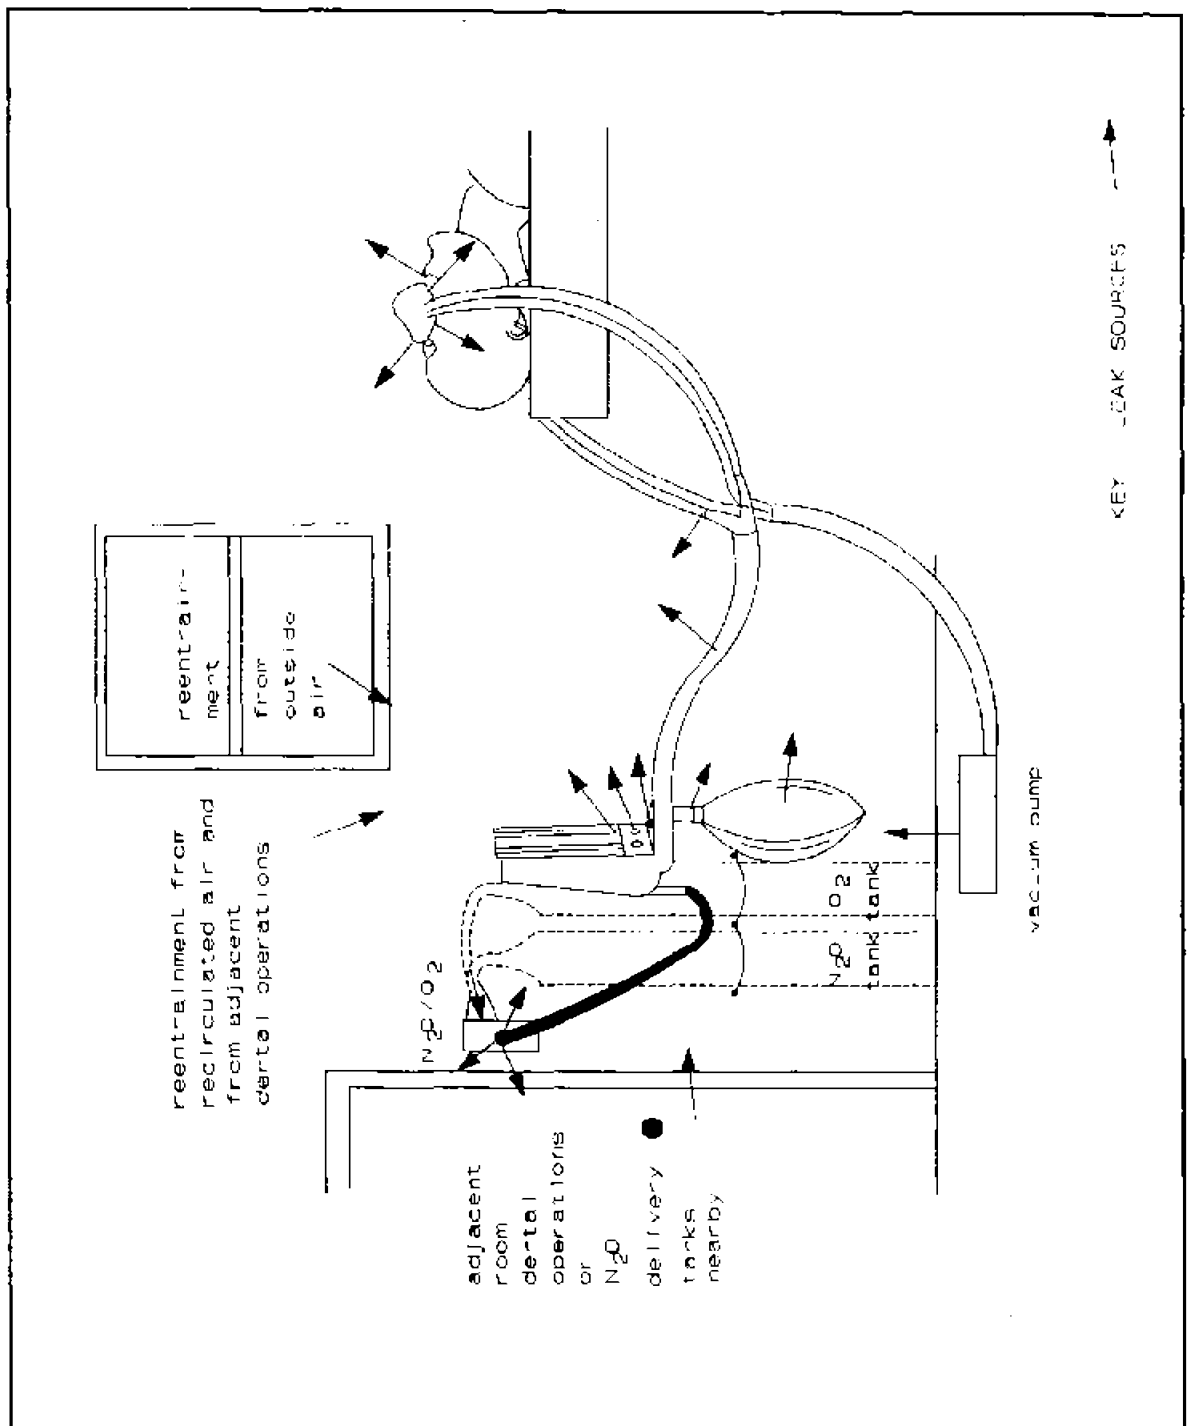 reentrainment from
recirculated air and
from adjacent
dental operations
reentrain-
ment
from
outside
air
N₂O/O₂
adjacent
room
dental
operations
or
N₂O
delivery
tanks
nearby
N₂O
tank
O₂
tank
vacuum pump
KEY LEAK SOURCES